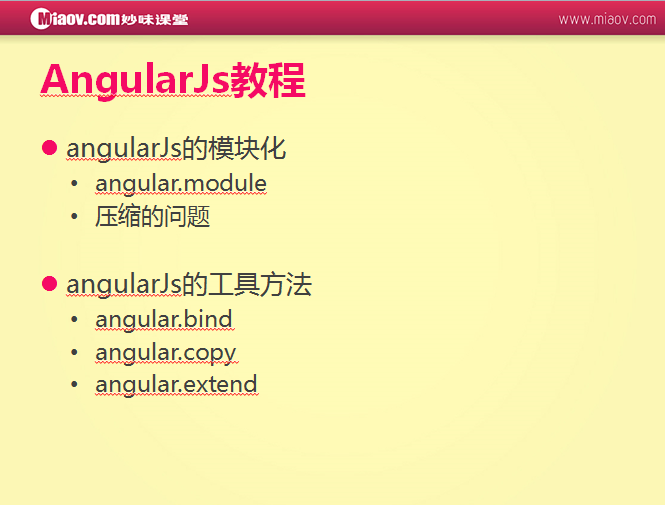 Miaov.com妙味课堂
www.miaov.com
AngularJs教程
angularJs的模块化
angular.module
压缩的问题
angularJs的工具方法
angular.bind
angular.copy
angular.extend